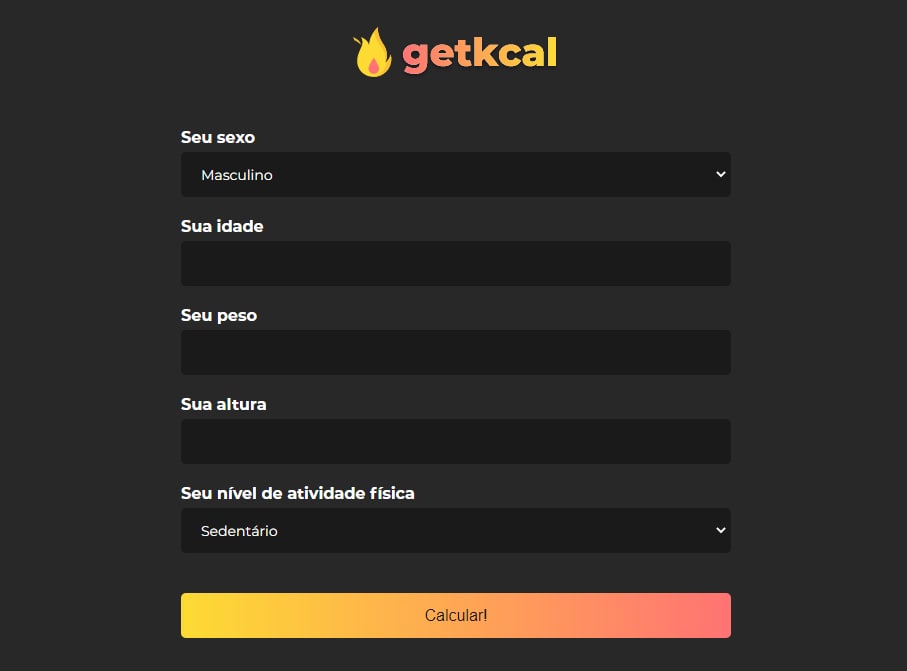 getkcal
Seu sexo
Masculino
Sua idade
Seu peso
Sua altura
Seu nível de atividade física
Sedentário
Calcular!